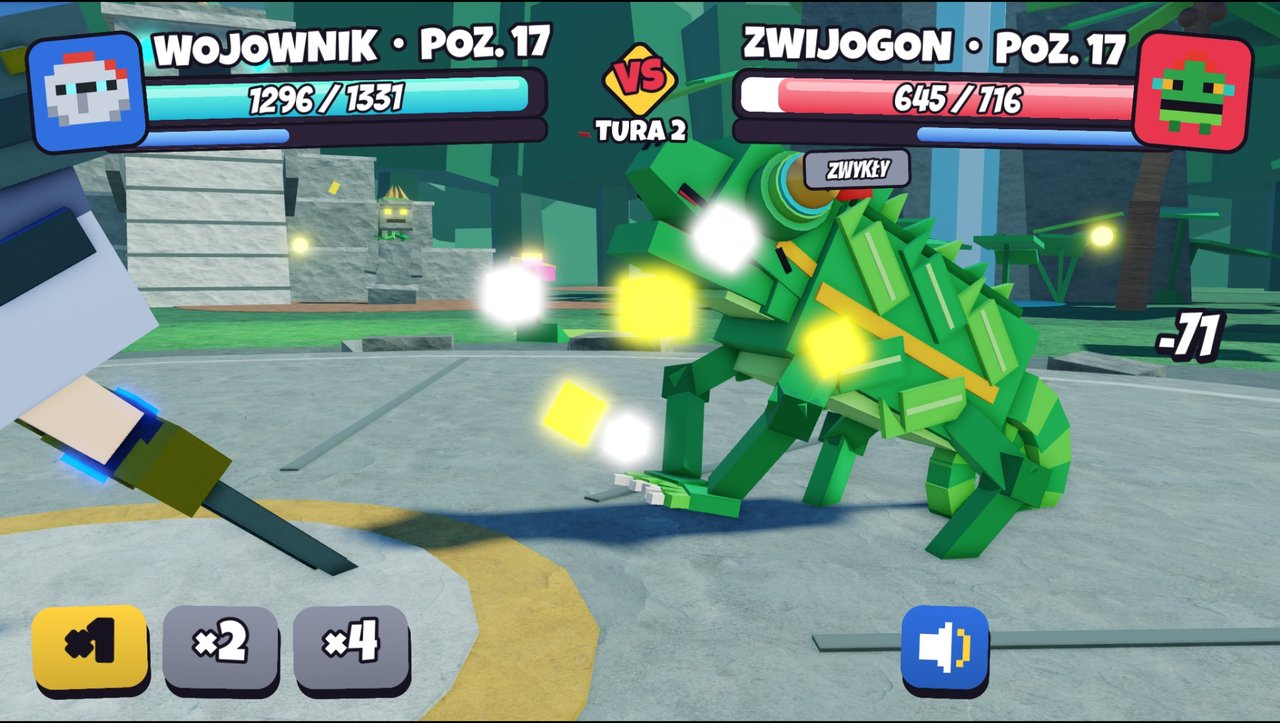 WOJOWNIK • POZ. 17
1296 / 1331
VS
TURA 2
ZWIJOGON • POZ. 17
645 / 716
ZWYKŁY
-71
×1
×2
×4